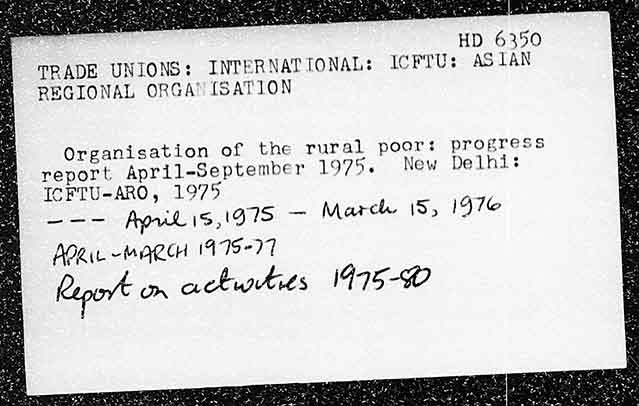 HD 6350
TRADE UNIONS: INTERNATIONAL: ICFTU: ASIAN
REGIONAL ORGANISATION
Organisation of the rural poor: progress
report April-September 1975. New Delhi:
ICFTU-ARO, 1975
--- April 15, 1975 - March 15, 1976
APRIL-MARCH 1975-77
Report on activities 1975-80